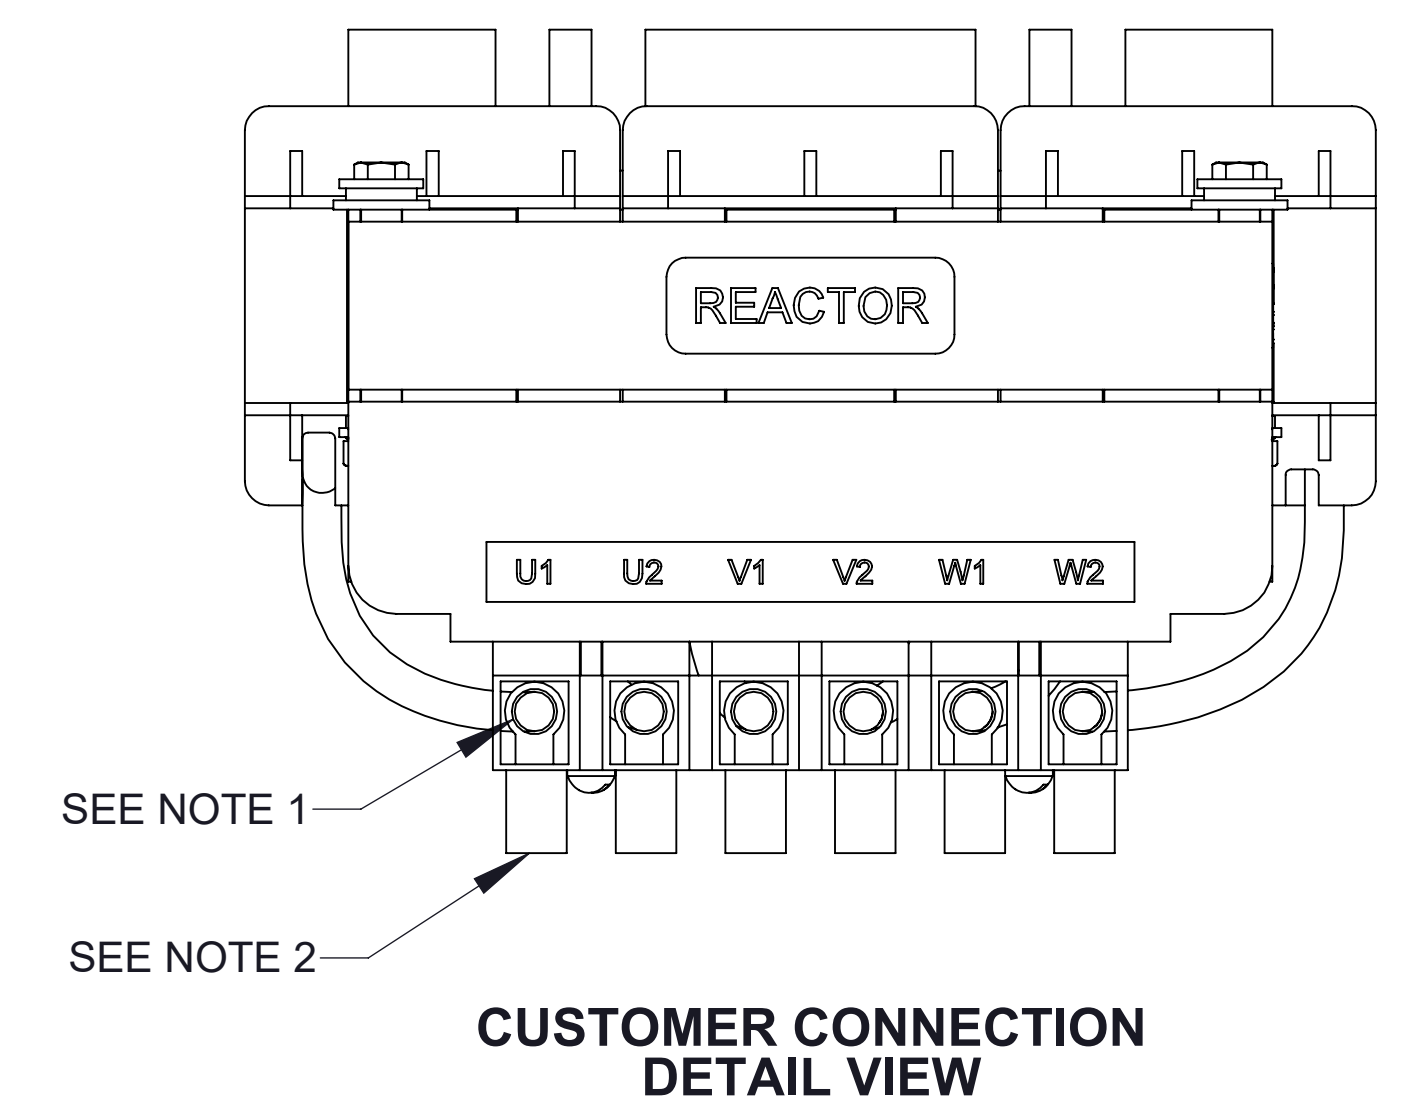 REACTOR
U1 U2 V1 V2 W1 W2
SEE NOTE 1
SEE NOTE 2
CUSTOMER CONNECTION
DETAIL VIEW